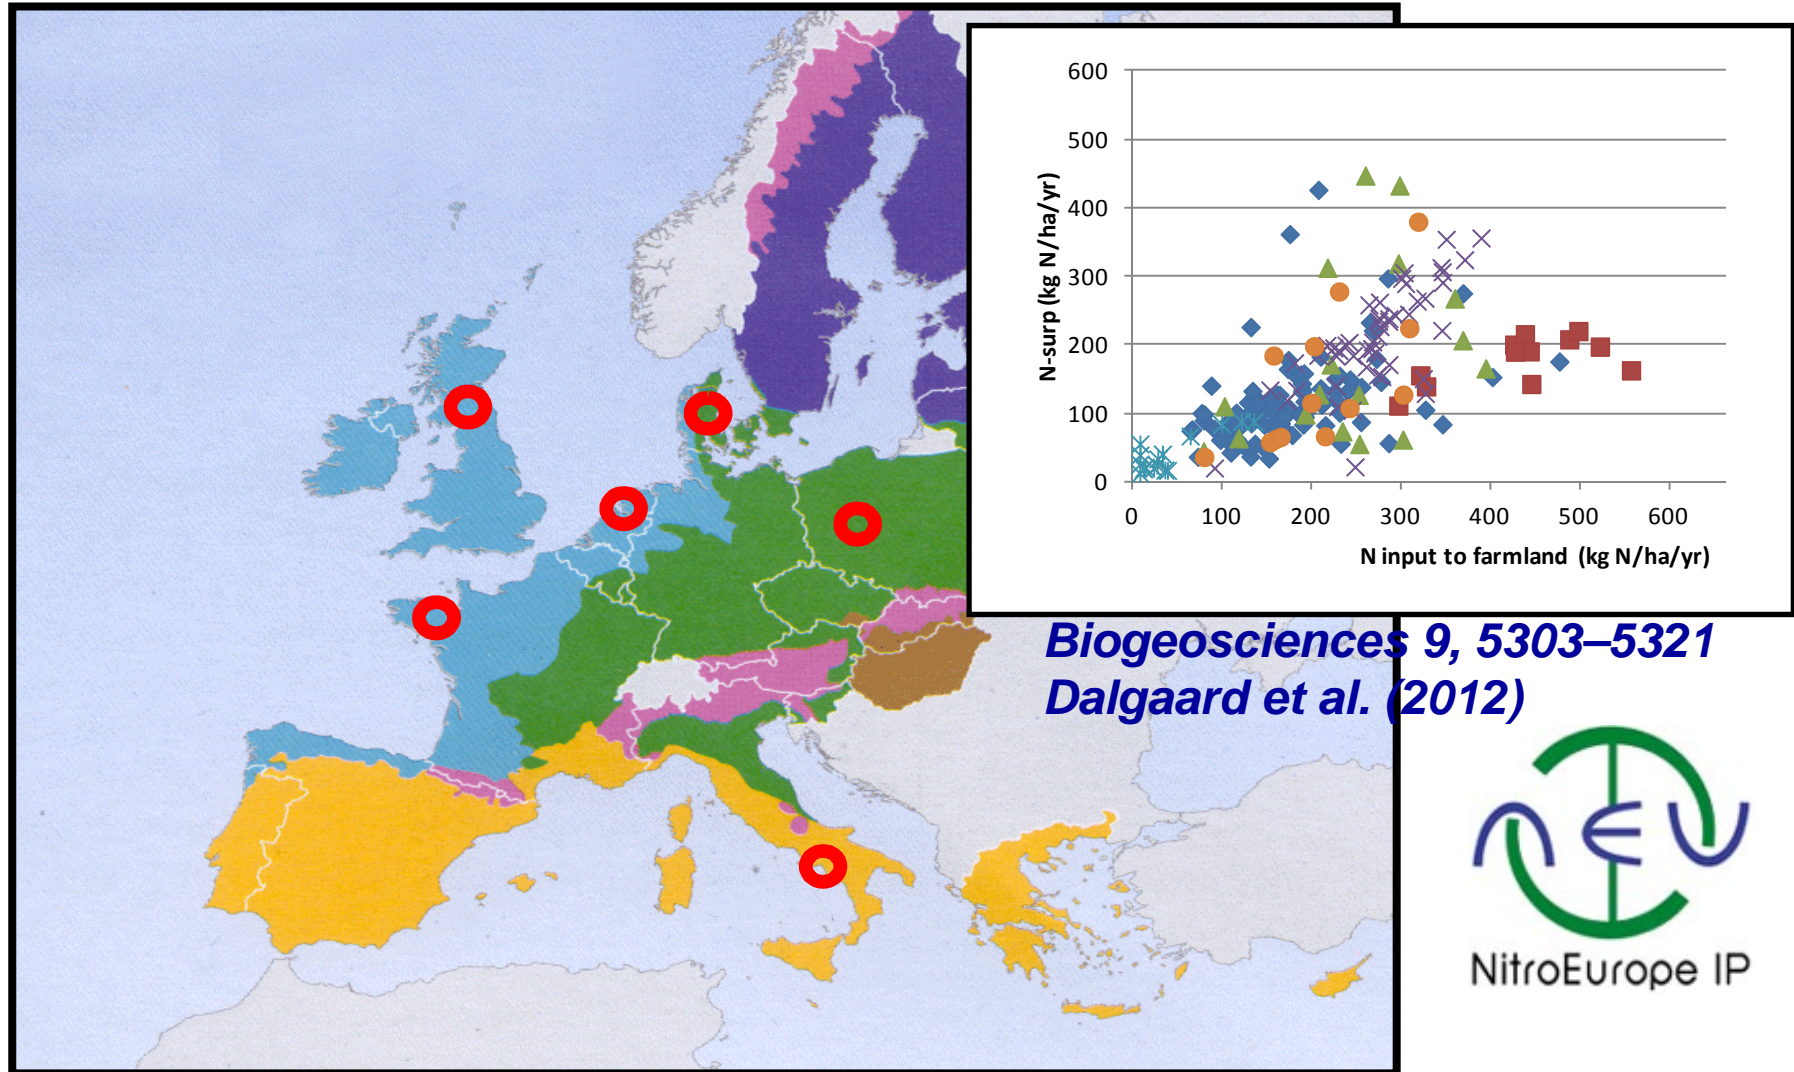 600
500
400
300
200
100
0
N-surp (kg N/ha/yr)
0 100 200 300 400 500 600
N input to farmland (kg N/ha/yr)
Biogeosciences 9, 5303–5321
Dalgaard et al. (2012)
NEU
NitroEurope IP